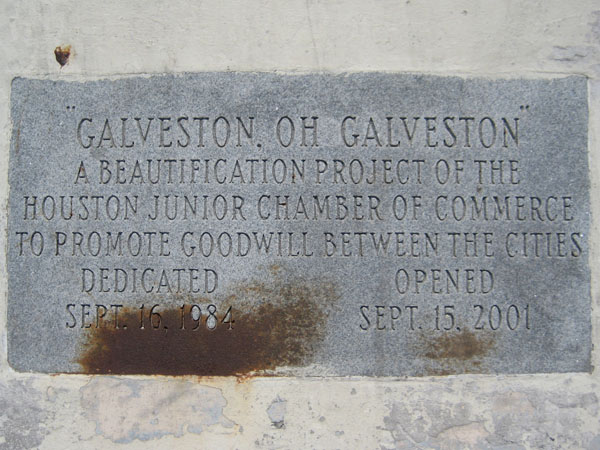 "GALVESTON, OH GALVESTON"
A BEAUTIFICATION PROJECT OF THE
HOUSTON JUNIOR CHAMBER OF COMMERCE
TO PROMOTE GOODWILL BETWEEN THE CITIES
DEDICATED OPENED
SEPT. 16, 1984 SEPT. 15, 2001